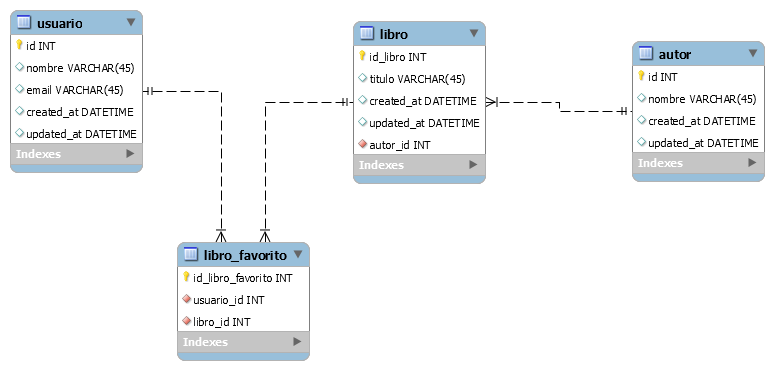 usuario
id INT
nombre VARCHAR(45)
email VARCHAR(45)
created_at DATETIME
updated_at DATETIME
Indexes
libro
id_libro INT
titulo VARCHAR(45)
created_at DATETIME
updated_at DATETIME
autor_id INT
Indexes
autor
id INT
nombre VARCHAR(45)
created_at DATETIME
updated_at DATETIME
Indexes
libro_favorito
id_libro_favorito INT
usuario_id INT
libro_id INT
Indexes